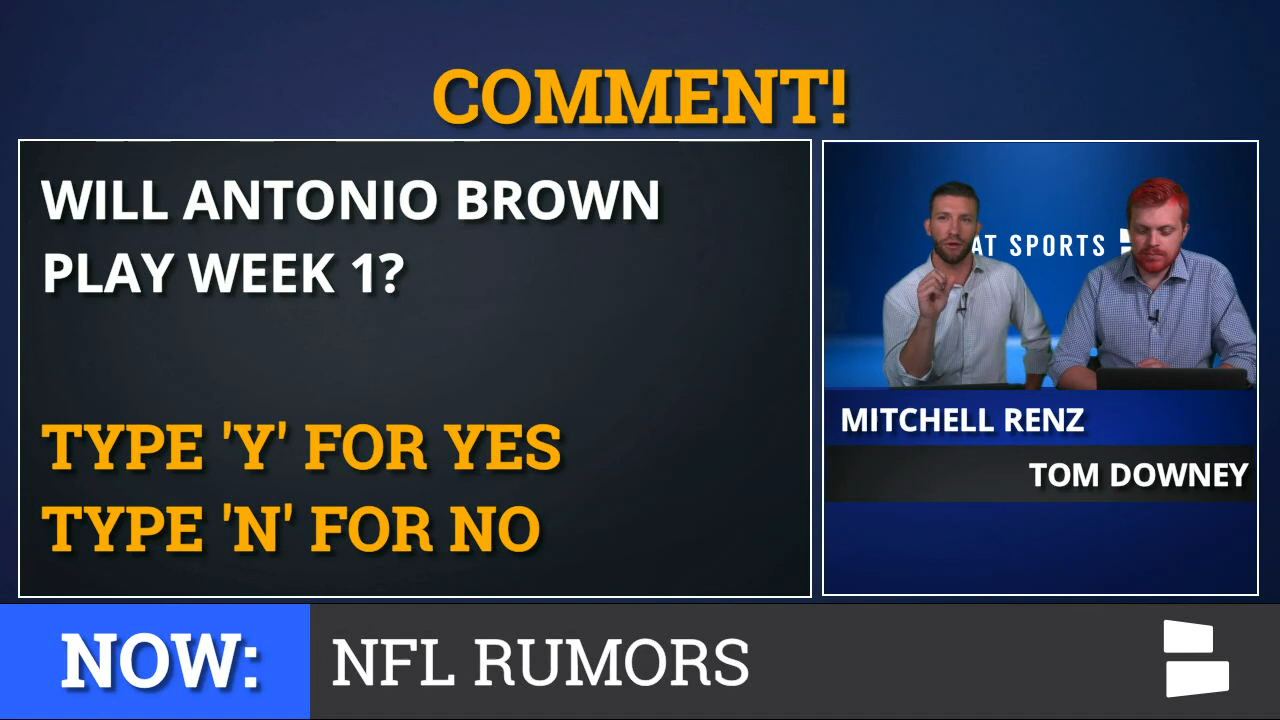 COMMENT!
WILL ANTONIO BROWN
PLAY WEEK 1?
TYPE 'Y' FOR YES
TYPE 'N' FOR NO
AT SPORTS
MITCHELL RENZ
TOM DOWNEY
NOW: NFL RUMORS